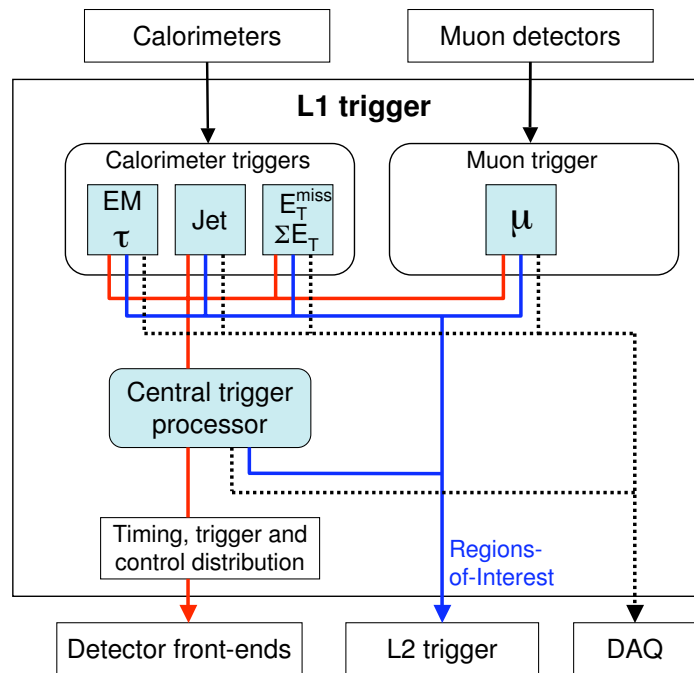 Calorimeters
Muon detectors
L1 trigger
Calorimeter triggers
Muon trigger
EM
τ
Jet
E_T^miss
ΣE_T
μ
Central trigger
processor
Timing, trigger and
control distribution
Regions-
of-Interest
Detector front-ends
L2 trigger
DAQ